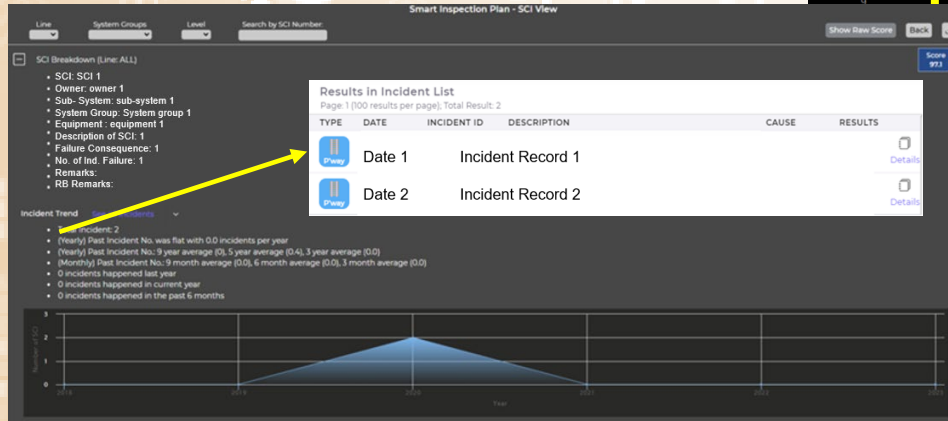 Smart Inspection Plan - SCI View
Line System Groups Level Search by SCI Number:
Show Raw Score Back
SCI Breakdown (Line: ALL)
Score
97.1
• SCI: SCI 1
• Owner: owner 1
• Sub- System: sub-system 1
• System Group: System group 1
• Equipment : equipment 1
• Description of SCI: 1
• Failure Consequence: 1
• No. of Ind. Failure: 1
• Remarks:
• RB Remarks:
Results in Incident List
Page: 1 (100 results per page); Total Result: 2
TYPE DATE INCIDENT ID DESCRIPTION CAUSE RESULTS
P'way Date 1 Incident Record 1 Details
P'way Date 2 Incident Record 2 Details
Incident Trend Incidents
• Total Incident: 2
• (Yearly) Past Incident No. was flat with 0.0 incidents per year
• (Yearly) Past Incident No.: 9 year average (0), 5 year average (0.4), 3 year average (0.0)
• (Monthly) Past Incident No.: 9 month average (0.0), 6 month average (0.0), 3 month average (0.0)
• 0 incidents happened last year
• 0 incidents happened in current year
• 0 incidents happened in the past 6 months
Number of SCI
3
2
1
0
2018 2019 2020 2021 2022 2023
Year